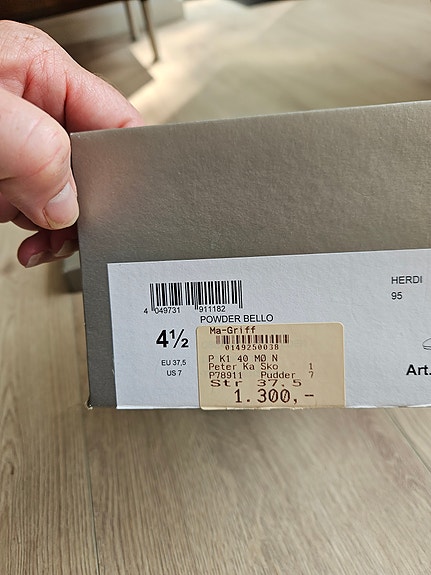 HERDI
95
4 049731 911182
POWDER BELLO
4½
EU 37,5
US 7
Ma-Griff
0149250038
P K1 40 MØ N
Peter Ka Sko 1
P78911 Pudder 7
Str 37.5
1.300,-
Art.